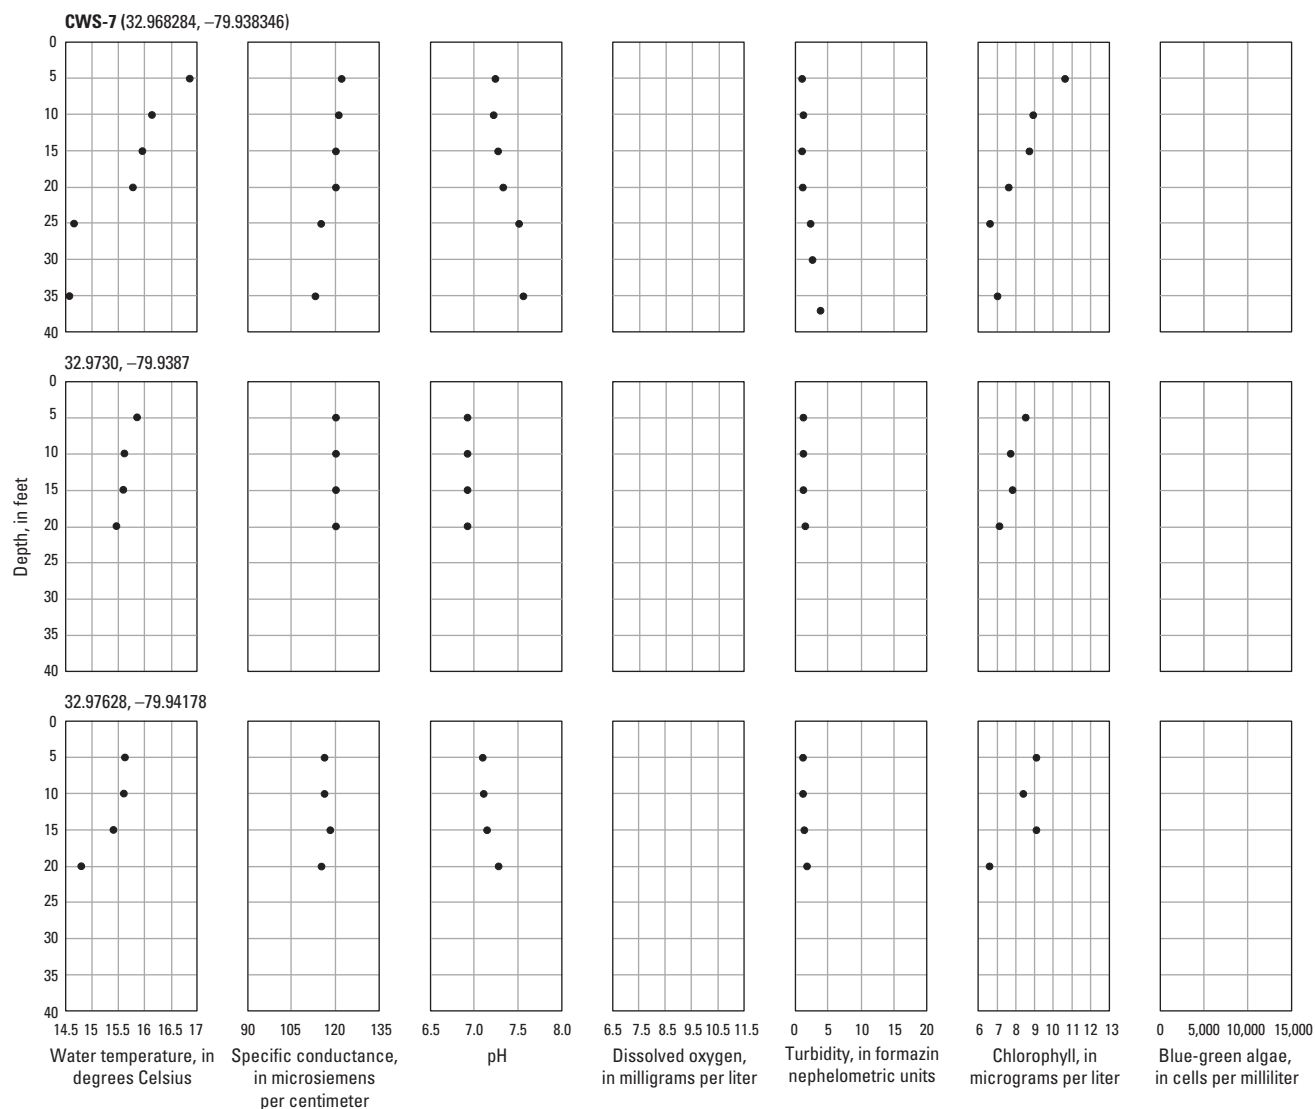 CWS-7 (32.968284, –79.938346)
0
5
10
15
20
25
30
35
40
32.9730, –79.9387
0
5
10
15
20
25
30
35
40
32.97628, –79.94178
0
5
10
15
20
25
30
35
40
Depth, in feet
14.5 15 15.5 16 16.5 17
90 105 120 135
6.5 7.0 7.5 8.0
6.5 7.5 8.5 9.5 10.5 11.5
0 5 10 15 20
6 7 8 9 10 11 12 13
0 5,000 10,000 15,000
Water temperature, in
degrees Celsius
Specific conductance,
in microsiemens
per centimeter
pH
Dissolved oxygen,
in milligrams per liter
Turbidity, in formazin
nephelometric units
Chlorophyll, in
micrograms per liter
Blue-green algae,
in cells per milliliter